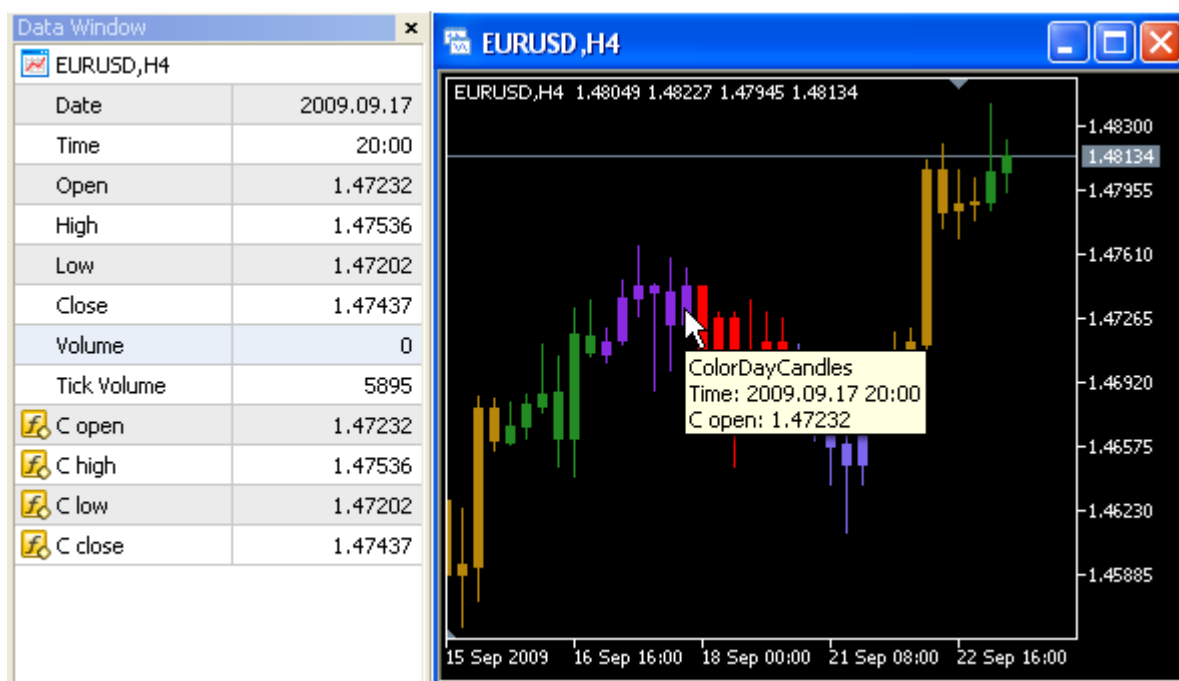 Data Window
EURUSD,H4
Date 2009.09.17
Time 20:00
Open 1.47232
High 1.47536
Low 1.47202
Close 1.47437
Volume 0
Tick Volume 5895
C open 1.47232
C high 1.47536
C low 1.47202
C close 1.47437
EURUSD,H4
EURUSD,H4 1.48049 1.48227 1.47945 1.48134
1.48300
1.48134
1.47955
1.47610
1.47265
1.46920
1.46575
1.46230
1.45885
ColorDayCandles
Time: 2009.09.17 20:00
C open: 1.47232
15 Sep 2009 16 Sep 16:00 18 Sep 00:00 21 Sep 08:00 22 Sep 16:00